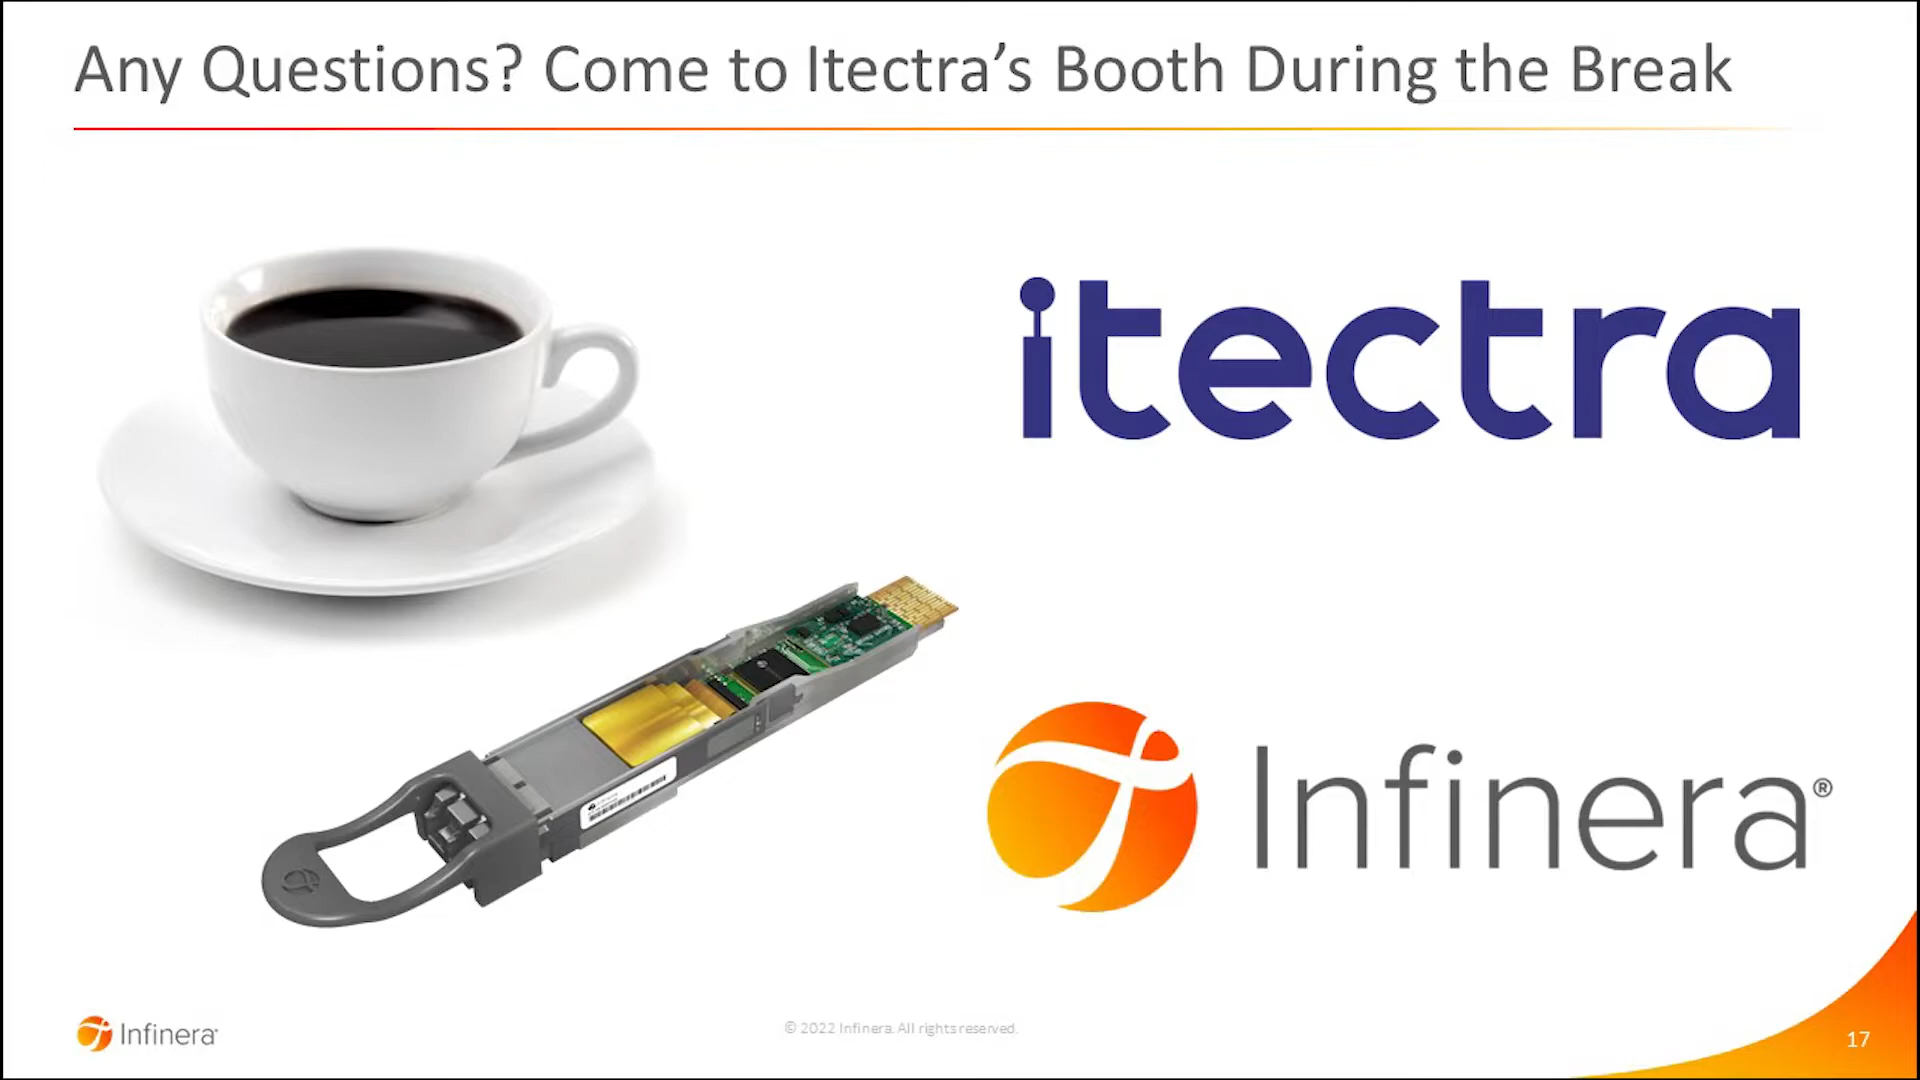 Any Questions? Come to Itectra’s Booth During the Break
itectra
Infinera®
Infinera
© 2022 Infinera. All rights reserved.
17